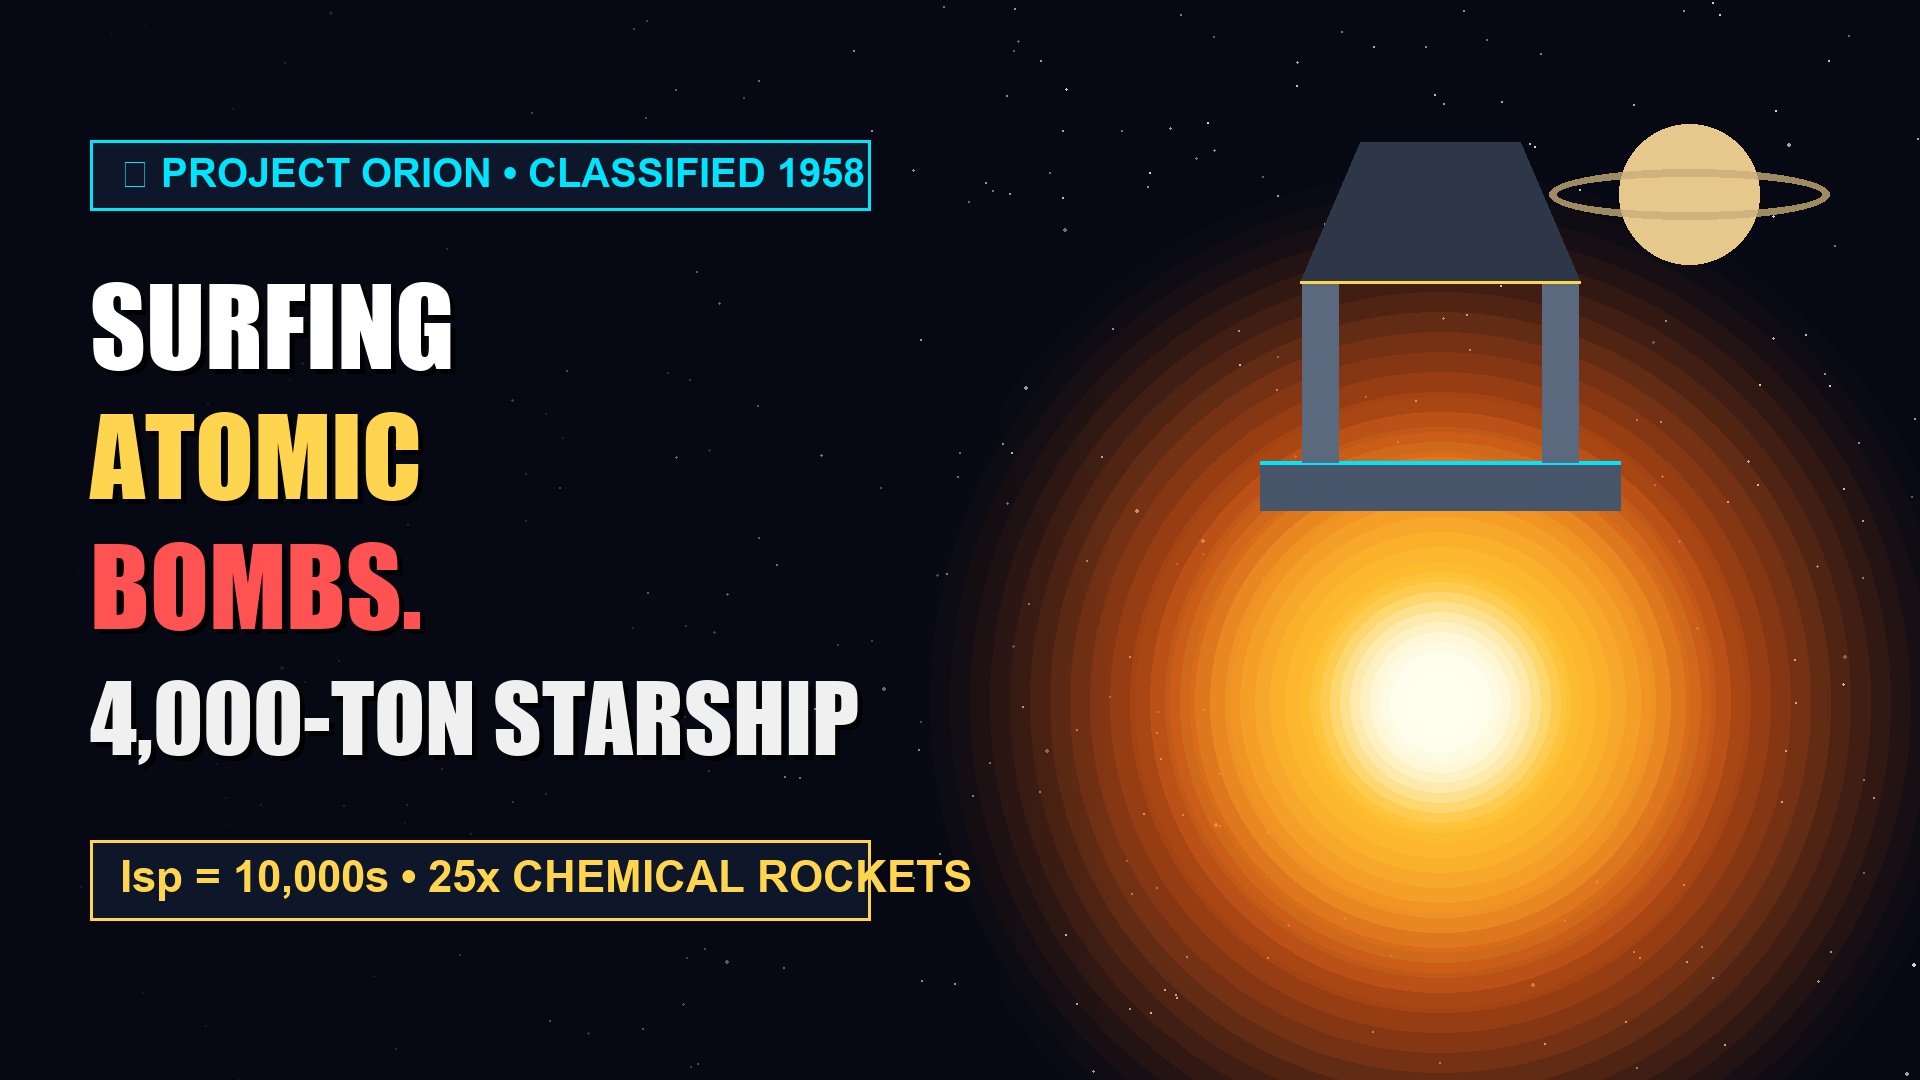 PROJECT ORION • CLASSIFIED 1958
SURFING
ATOMIC
BOMBS.
4,000-TON STARSHIP
Isp = 10,000s • 25x CHEMICAL ROCKETS